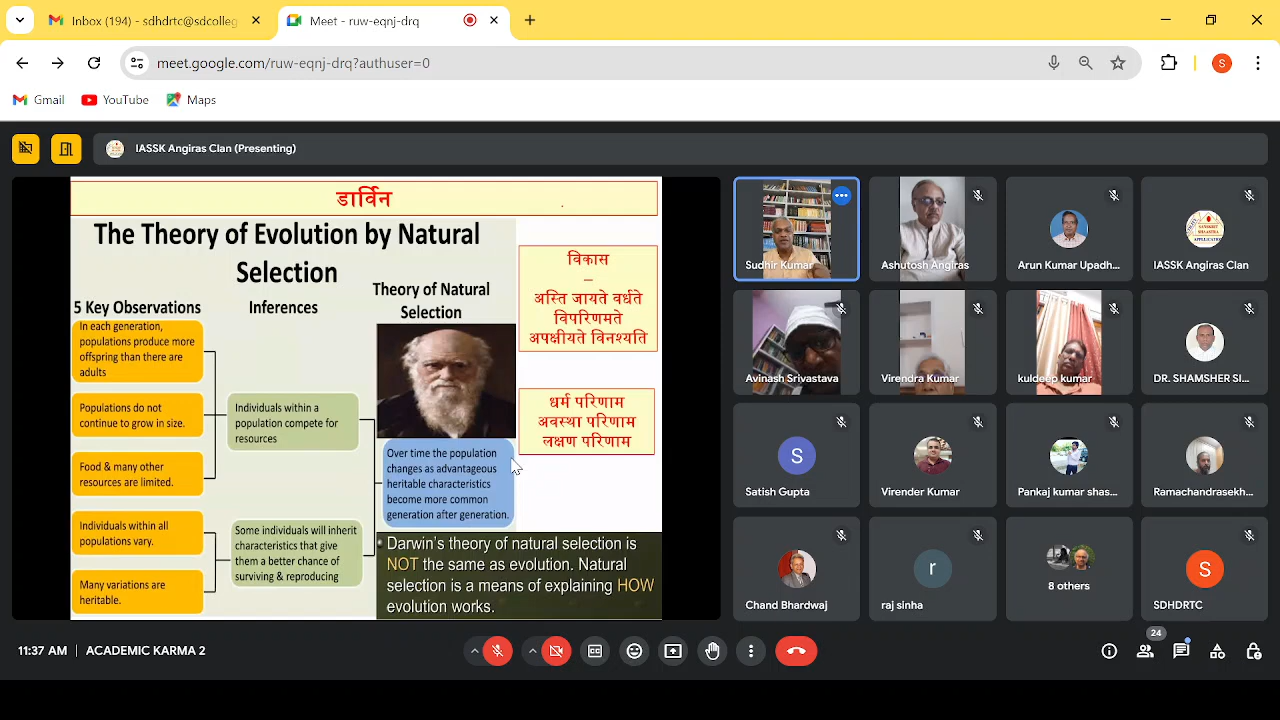 Inbox (194) - sdhdrtc@sdcolleg
Meet - ruw-eqnj-drq
meet.google.com/ruw-eqnj-drq?authuser=0
S
Gmail
YouTube
Maps
IASSK Angiras Clan (Presenting)
डार्विन
The Theory of Evolution by Natural
Selection
5 Key Observations
Inferences
Theory of Natural
Selection
In each generation,
populations produce more
offspring than there are
adults
Populations do not
continue to grow in size.
Food & many other
resources are limited.
Individuals within all
populations vary.
Many variations are
heritable.
Individuals within a
population compete for
resources
Some individuals will inherit
characteristics that give
them a better chance of
surviving & reproducing
Over time the population
changes as advantageous
heritable characteristics
become more common
generation after generation.
विकास
–
अस्ति जायते वर्धते
विपरिणमते
अपक्षीयते विनश्यति
धर्म परिणाम
अवस्था परिणाम
लक्षण परिणाम
• Darwin's theory of natural selection is
NOT the same as evolution. Natural
selection is a means of explaining HOW
evolution works.
Sudhir Kumar
Ashutosh Angiras
Arun Kumar Upadh...
SANSKRIT
SHAASTRA
APPLICATION
IASSK Angiras Clan
Avinash Srivastava
Virendra Kumar
kuldeep kumar
DR. SHAMSHER SI...
S
Satish Gupta
Virender Kumar
Pankaj kumar shas...
Ramachandrasekh...
Chand Bhardwaj
r
raj sinha
8 others
S
SDHDRTC
11:37 AM | ACADEMIC KARMA 2
24